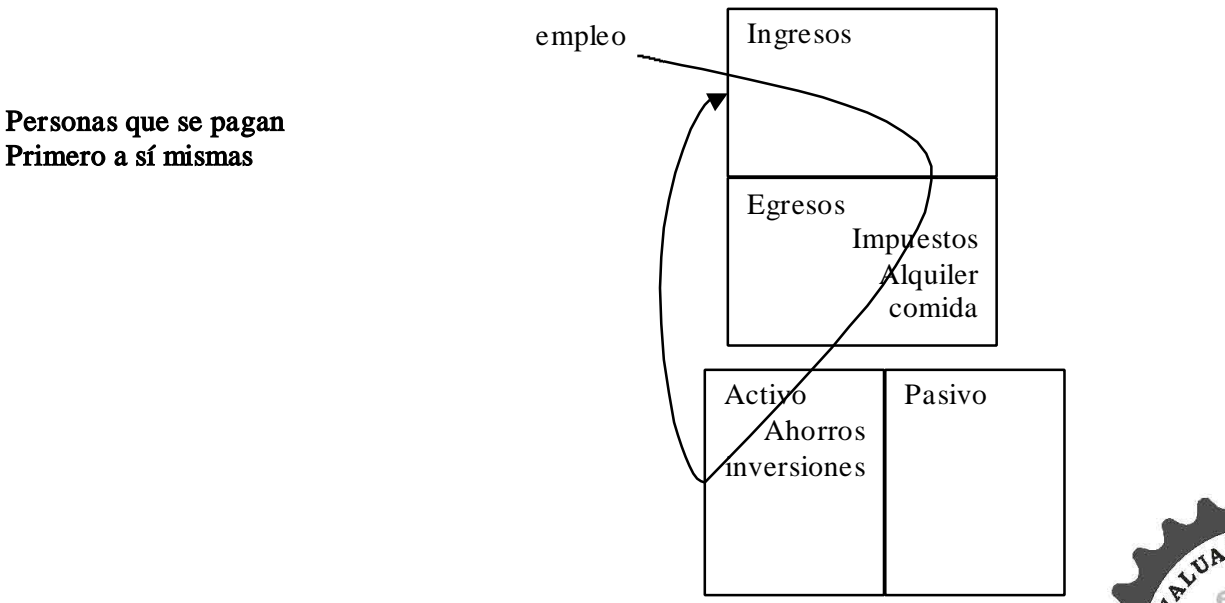 empleo
Ingresos
Personas que se pagan
Primero a sí mismas
Egresos
Impuestos
Alquiler
comida
Activo
Ahorros
inversiones
Pasivo